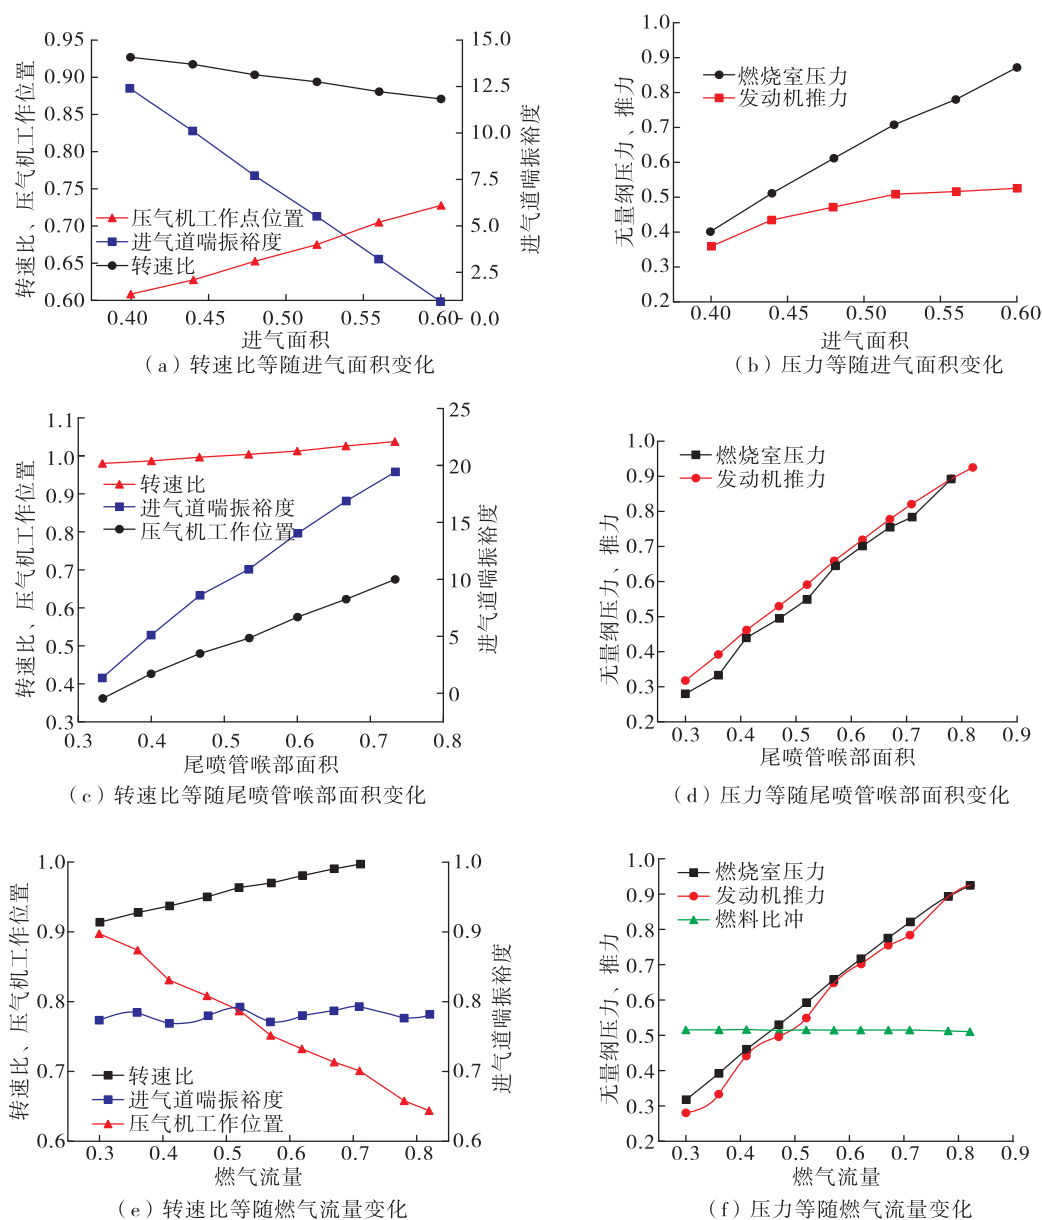 转速比、压气机工作位置
0.95
0.90
0.85
0.80
0.75
0.70
0.65
0.60
15.0
12.5
10.0
7.5
5.0
2.5
0.0
进气道喘振裕度
压气机工作点位置
进气道喘振裕度
转速比
0.40 0.45 0.50 0.55 0.60
进气面积
（a）转速比等随进气面积变化
无量纲压力、推力
1.0
0.9
0.8
0.7
0.6
0.5
0.4
0.3
0.2
燃烧室压力
发动机推力
0.40 0.45 0.50 0.55 0.60
进气面积
（b）压力等随进气面积变化
转速比、压气机工作位置
1.1
1.0
0.9
0.8
0.7
0.6
0.5
0.4
0.3
25
20
15
10
5
0
进气道喘振裕度
转速比
进气道喘振裕度
压气机工作位置
0.3 0.4 0.5 0.6 0.7 0.8
尾喷管喉部面积
（c）转速比等随尾喷管喉部面积变化
无量纲压力、推力
1.0
0.9
0.8
0.7
0.6
0.5
0.4
0.3
0.2
燃烧室压力
发动机推力
0.3 0.4 0.5 0.6 0.7 0.8 0.9
尾喷管喉部面积
（d）压力等随尾喷管喉部面积变化
转速比、压气机工作位置
1.0
0.9
0.8
0.7
0.6
1.0
0.9
0.8
0.7
0.6
进气道喘振裕度
转速比
进气道喘振裕度
压气机工作位置
0.3 0.4 0.5 0.6 0.7 0.8
燃气流量
（e）转速比等随燃气流量变化
无量纲压力、推力
1.0
0.9
0.8
0.7
0.6
0.5
0.4
0.3
0.2
燃烧室压力
发动机推力
燃料比冲
0.3 0.4 0.5 0.6 0.7 0.8 0.9
燃气流量
（f）压力等随燃气流量变化